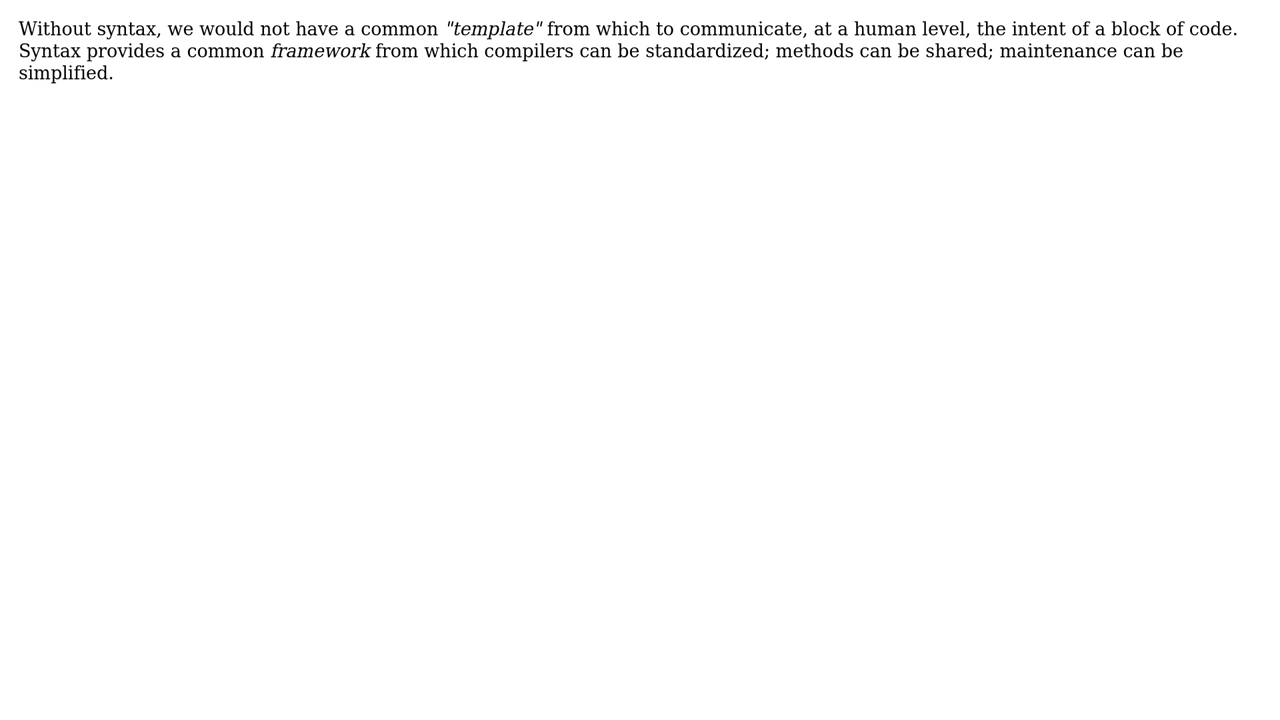 Without syntax, we would not have a common "template" from which to communicate, at a human level, the intent of a block of code.
Syntax provides a common framework from which compilers can be standardized; methods can be shared; maintenance can be
simplified.